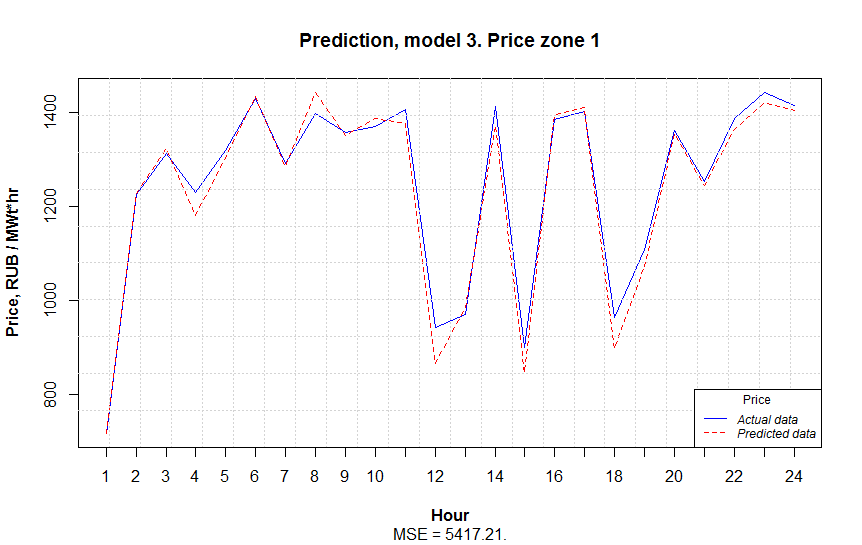 Prediction, model 3. Price zone 1
Price, RUB / MWt*hr
1400
1200
1000
800
Price
Actual data
Predicted data
1 2 3 4 5 6 7 8 9 10 12 14 16 18 20 22 24
Hour
MSE = 5417.21.